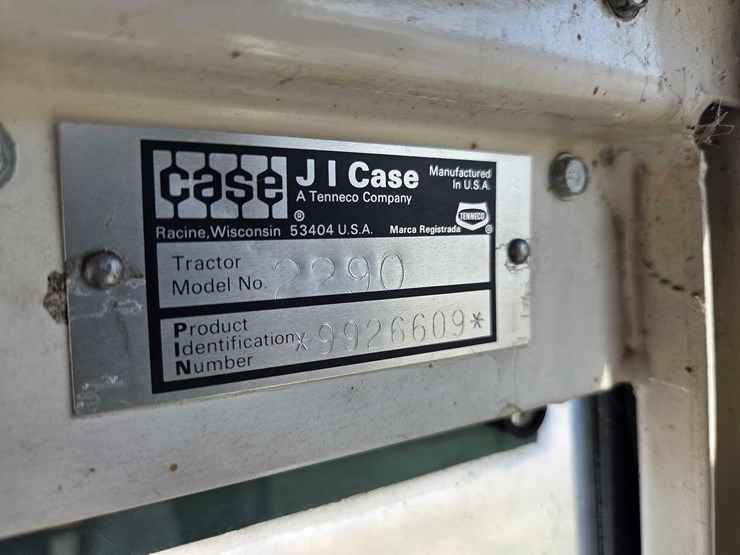 case
J I Case
A Tenneco Company
Manufactured
In U.S.A.
®
TENNECO
®
Racine, Wisconsin 53404 U.S.A. Marca Registrada
Tractor
Model No. 2290
Product
Identification
Number
*9926609*